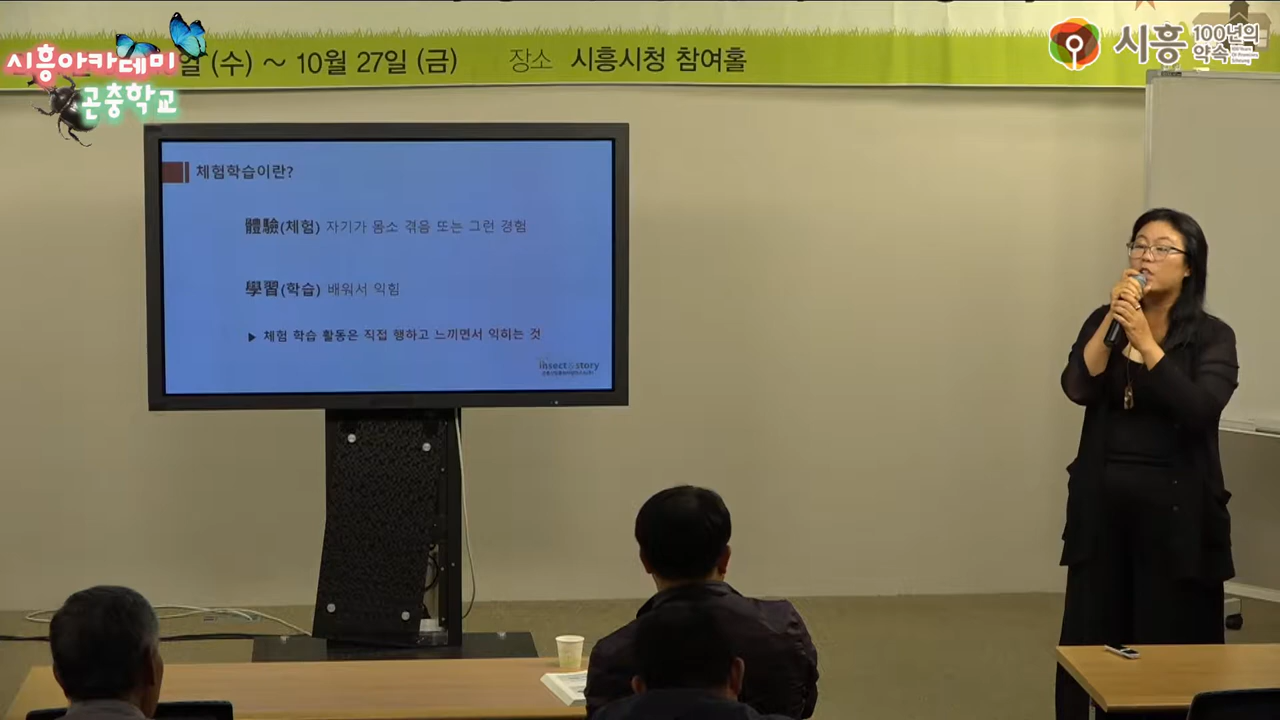 일 (수) ~ 10월 27일 (금) 장소 시흥시청 참여홀
시흥아카데미
곤충학교
시흥 100년의 약속
체험학습이란?
體驗(체험) 자기가 몸소 겪음 또는 그런 경험
學習(학습) 배워서 익힘
▶ 체험 학습 활동은 직접 행하고 느끼면서 익히는 것
insect&story